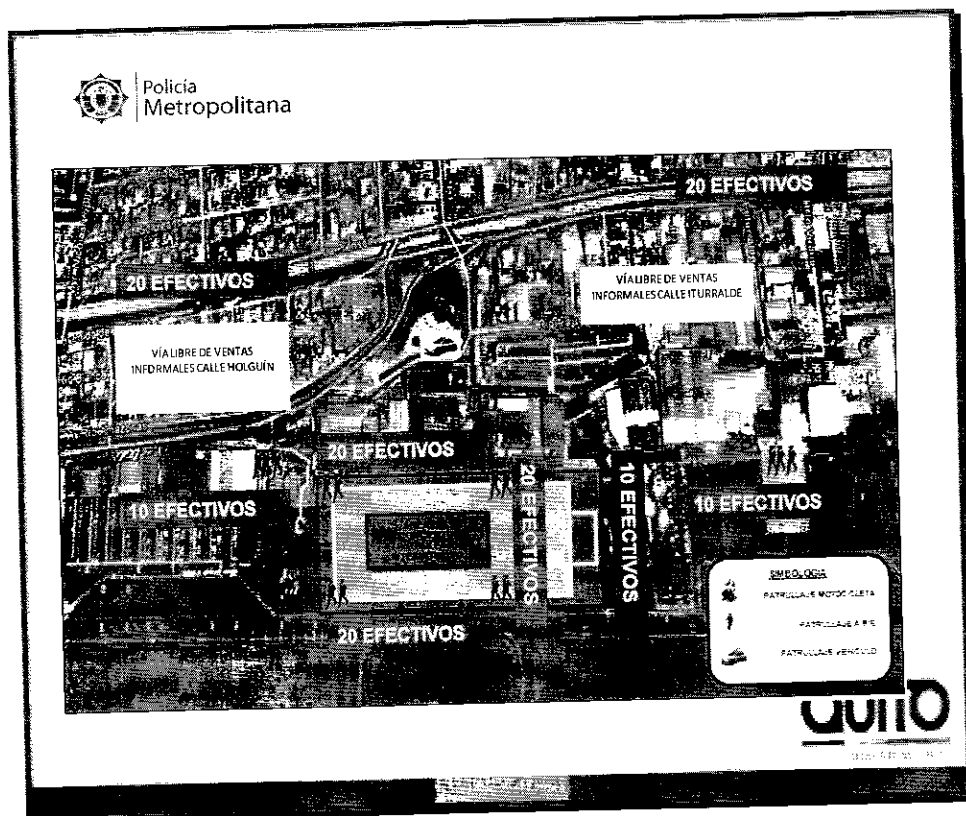 Policía
Metropolitana
20 EFECTIVOS
20 EFECTIVOS
VÍA LIBRE DE VENTAS
INFORMALES CALLE ITURRALDE
VÍA LIBRE DE VENTAS
INFORMALES CALLE HOLGUÍN
20 EFECTIVOS
20 EFECTIVOS
10 EFECTIVOS
10 EFECTIVOS
10 EFECTIVOS
SIMBOLOGIA
PATRULLAJE MOTOCICLETA
PATRULLAJE A PIE
PATRULLAJE VEHICULO
20 EFECTIVOS
QUITO